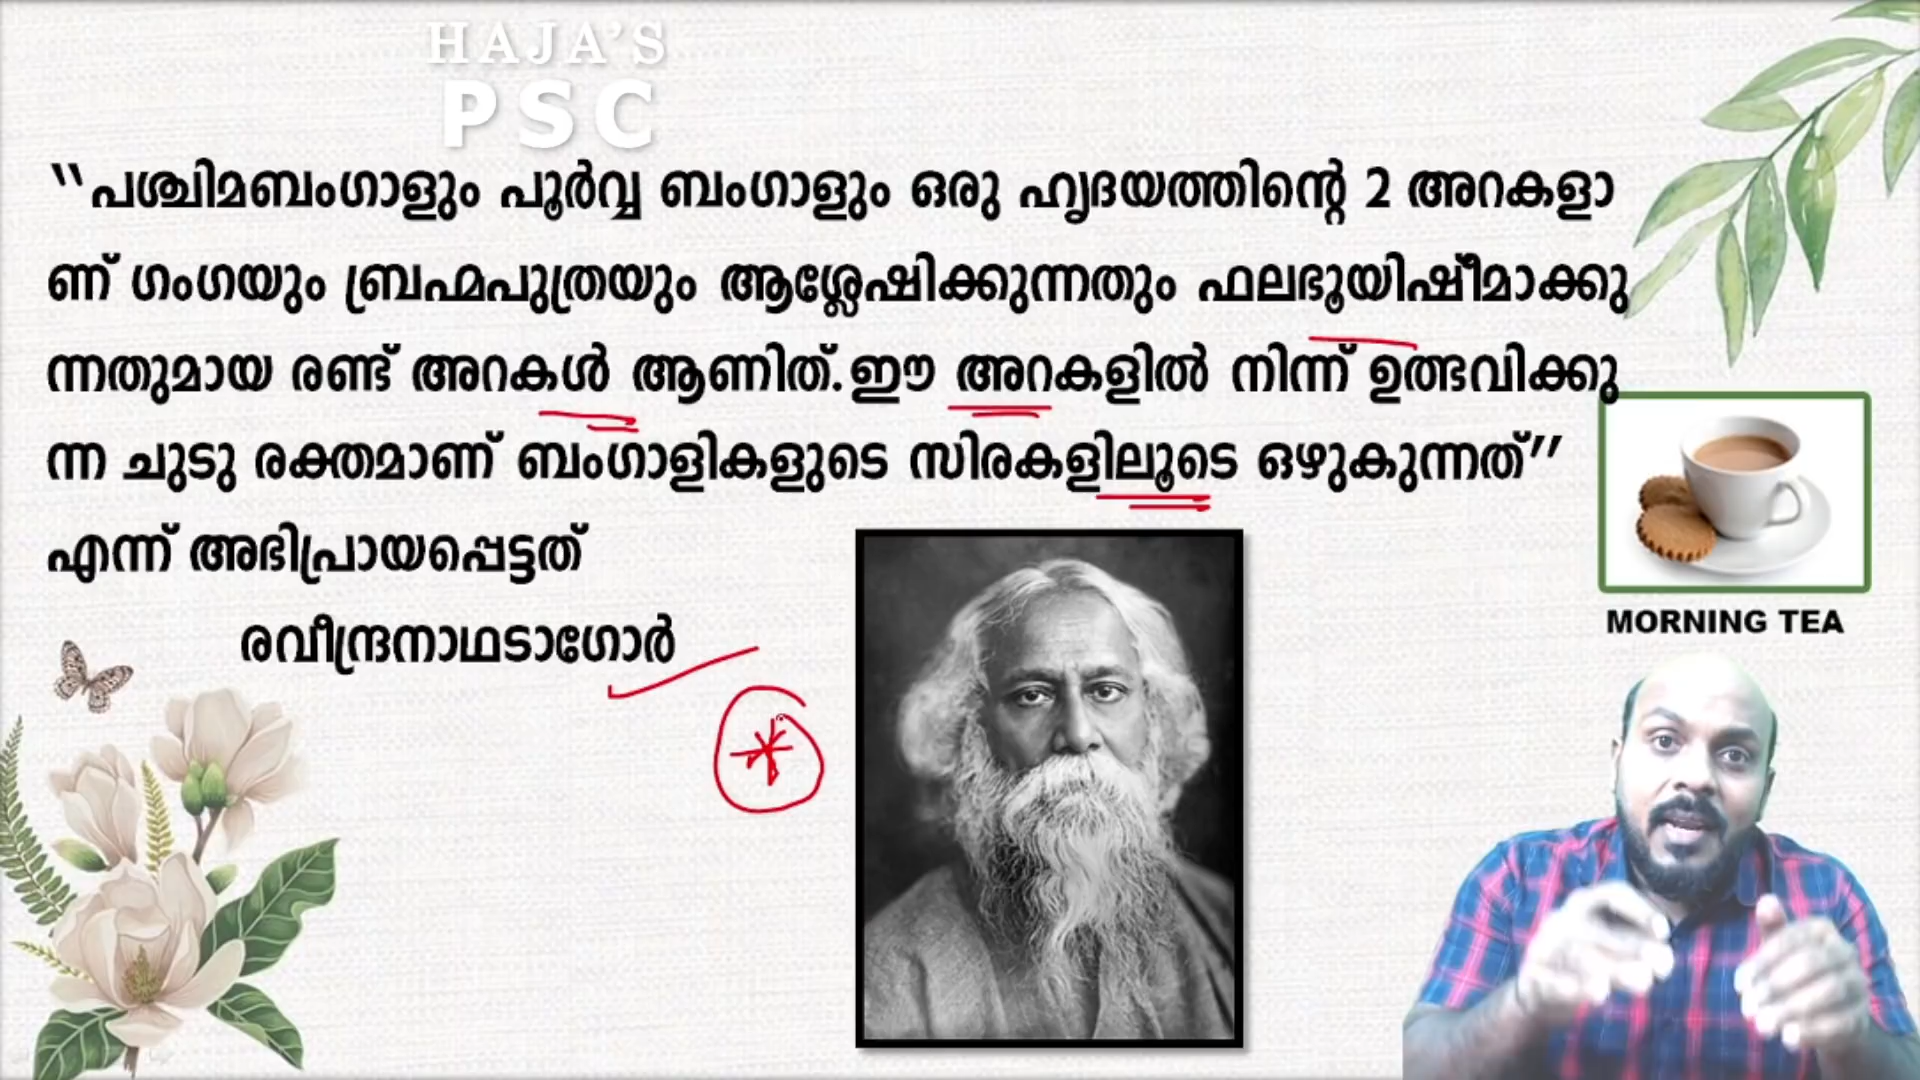 HAJA'S
PSC
“പശ്ചിമബംഗാളും പൂർവ്വ ബംഗാളും ഒരു ഹൃദയത്തിന്റെ 2 അറകളാ
ണ് ഗംഗയും ബ്രഹ്മപുത്രയും ആശ്ലേഷിക്കുന്നതും ഫലഭൂയിഷ്ഠീമാക്കു
ന്നതുമായ രണ്ട് അറകൾ ആണിത്.ഈ അറകളിൽ നിന്ന് ഉത്ഭവിക്കു
ന്ന ചുടു രക്തമാണ് ബംഗാളികളുടെ സിരകളിലൂടെ ഒഴുകുന്നത്”
എന്ന് അഭിപ്രായപ്പെട്ടത്
രവീന്ദ്രനാഥടാഗോർ
MORNING TEA